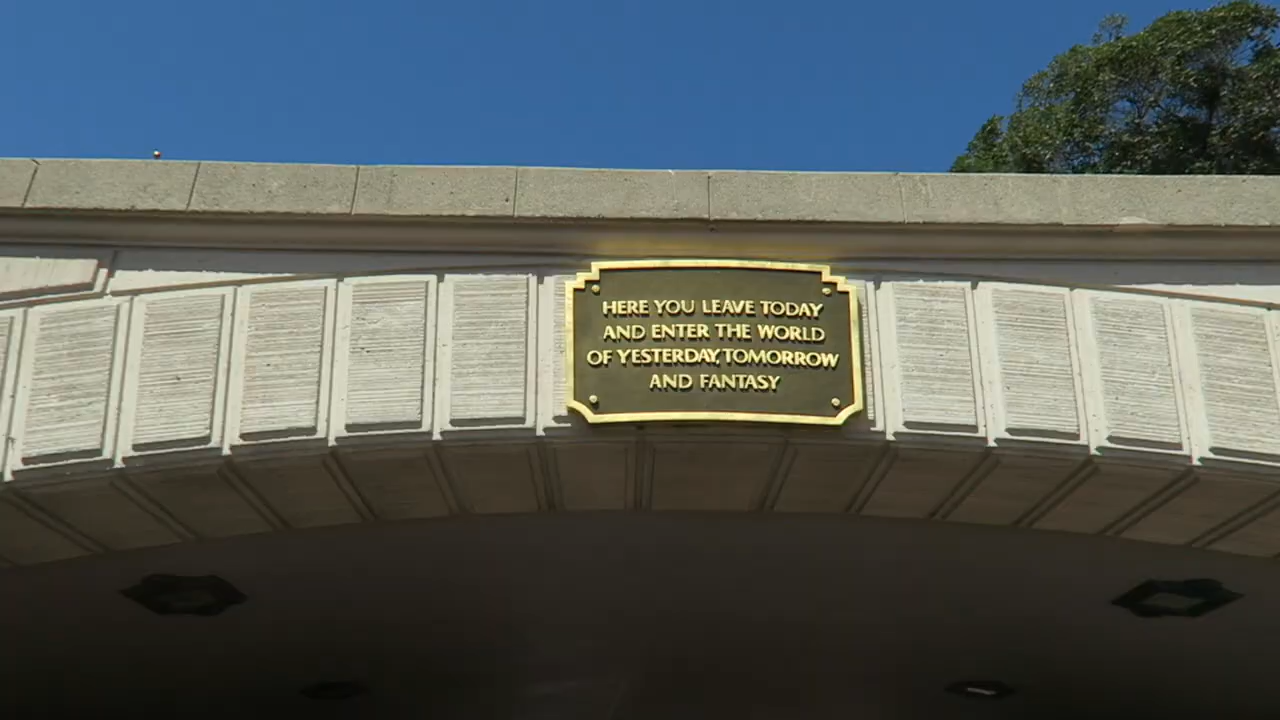 HERE YOU LEAVE TODAY
AND ENTER THE WORLD
OF YESTERDAY, TOMORROW
AND FANTASY